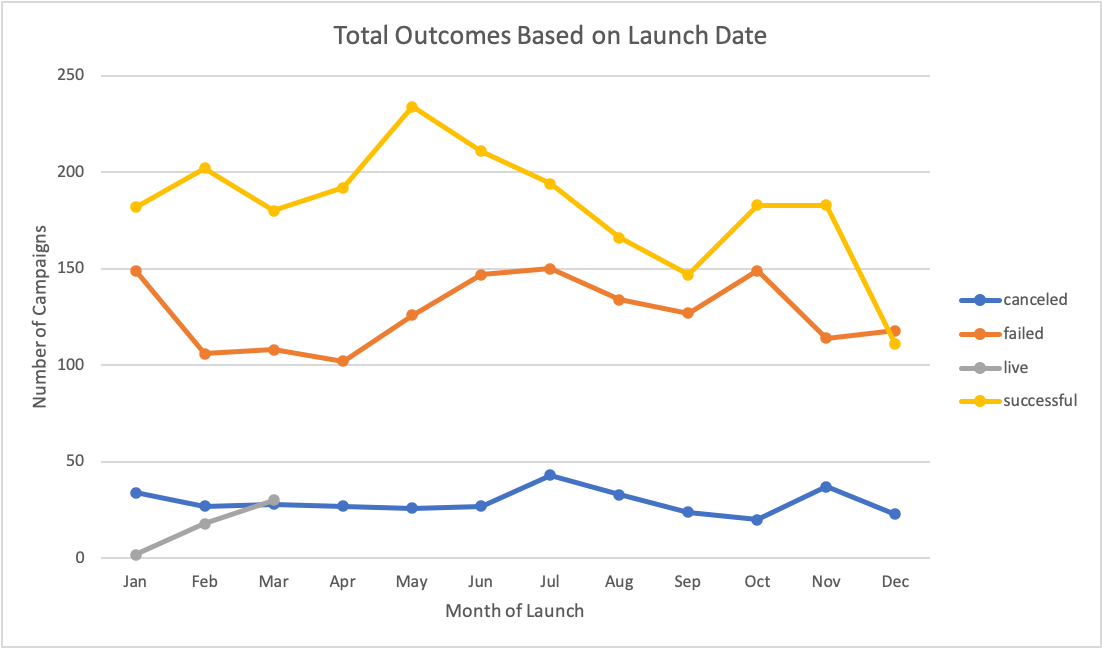 Total Outcomes Based on Launch Date
250
200
150
100
50
0
Number of Campaigns
Jan Feb Mar Apr May Jun Jul Aug Sep Oct Nov Dec
Month of Launch
canceled
failed
live
successful